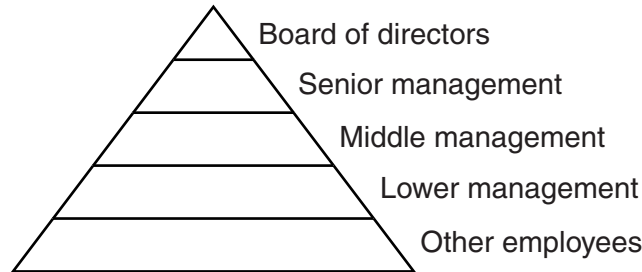 Board of directors
Senior management
Middle management
Lower management
Other employees